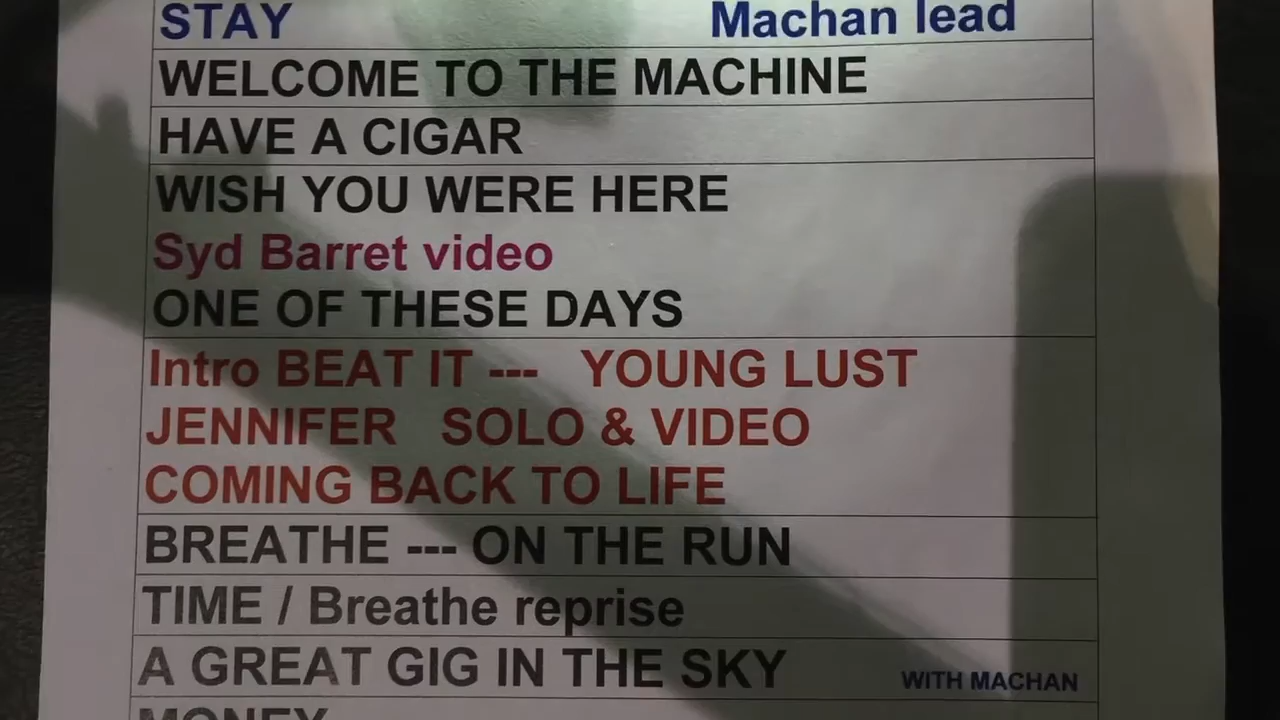 STAY Machan lead
WELCOME TO THE MACHINE
HAVE A CIGAR
WISH YOU WERE HERE
Syd Barret video
ONE OF THESE DAYS
Intro BEAT IT --- YOUNG LUST
JENNIFER SOLO & VIDEO
COMING BACK TO LIFE
BREATHE --- ON THE RUN
TIME / Breathe reprise
A GREAT GIG IN THE SKY WITH MACHAN
MONEY